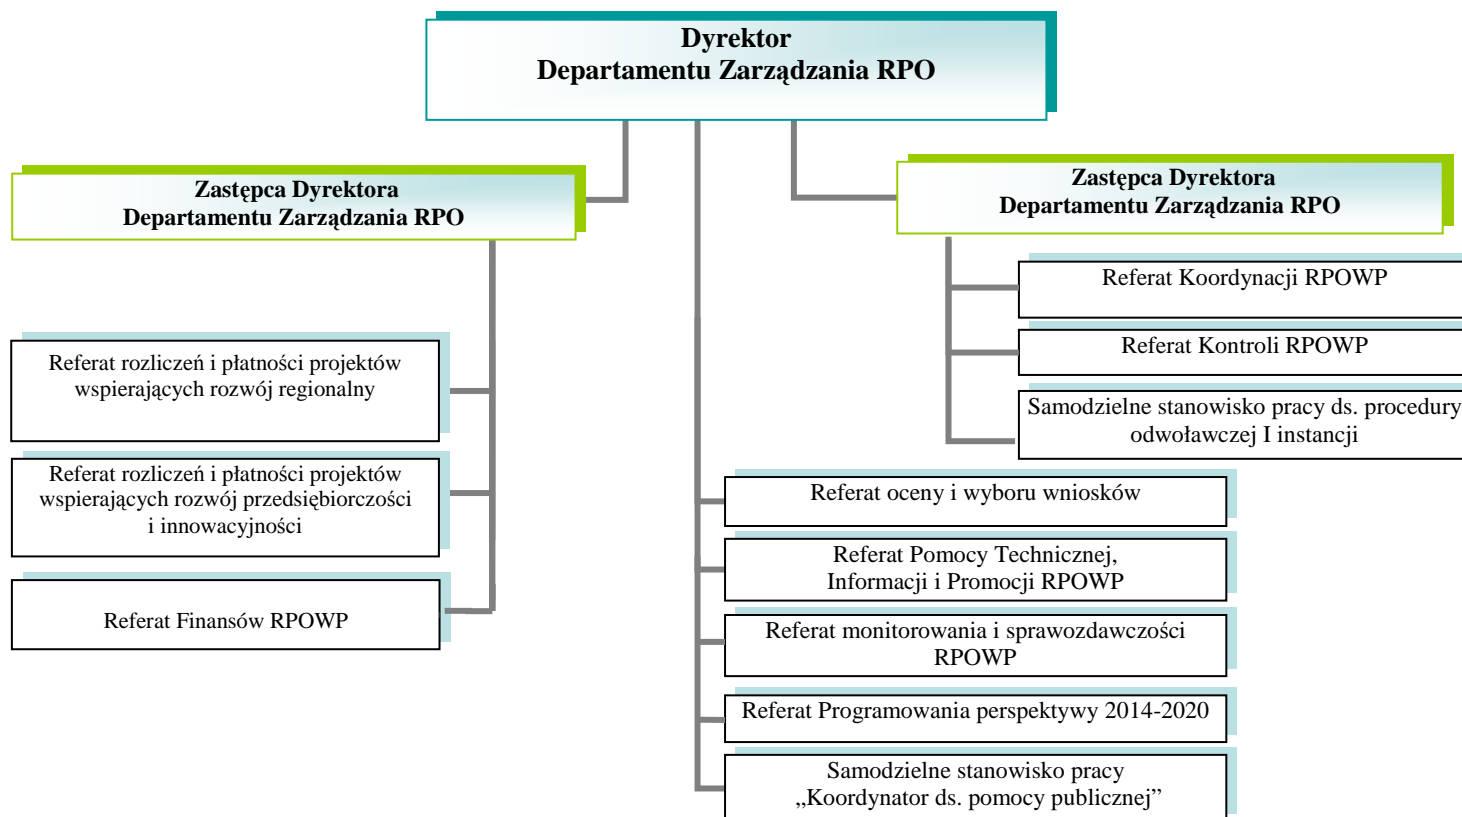 Dyrektor
Departamentu Zarządzania RPO
Zastępca Dyrektora
Departamentu Zarządzania RPO
Referat rozliczeń i płatności projektów
wspierających rozwój regionalny
Referat rozliczeń i płatności projektów
wspierających rozwój przedsiębiorczości
i innowacyjności
Referat Finansów RPOWP
Zastępca Dyrektora
Departamentu Zarządzania RPO
Referat Koordynacji RPOWP
Referat Kontroli RPOWP
Samodzielne stanowisko pracy ds. procedury
odwoławczej I instancji
Referat oceny i wyboru wniosków
Referat Pomocy Technicznej,
Informacji i Promocji RPOWP
Referat monitorowania i sprawozdawczości
RPOWP
Referat Programowania perspektywy 2014-2020
Samodzielne stanowisko pracy
„Koordynator ds. pomocy publicznej”